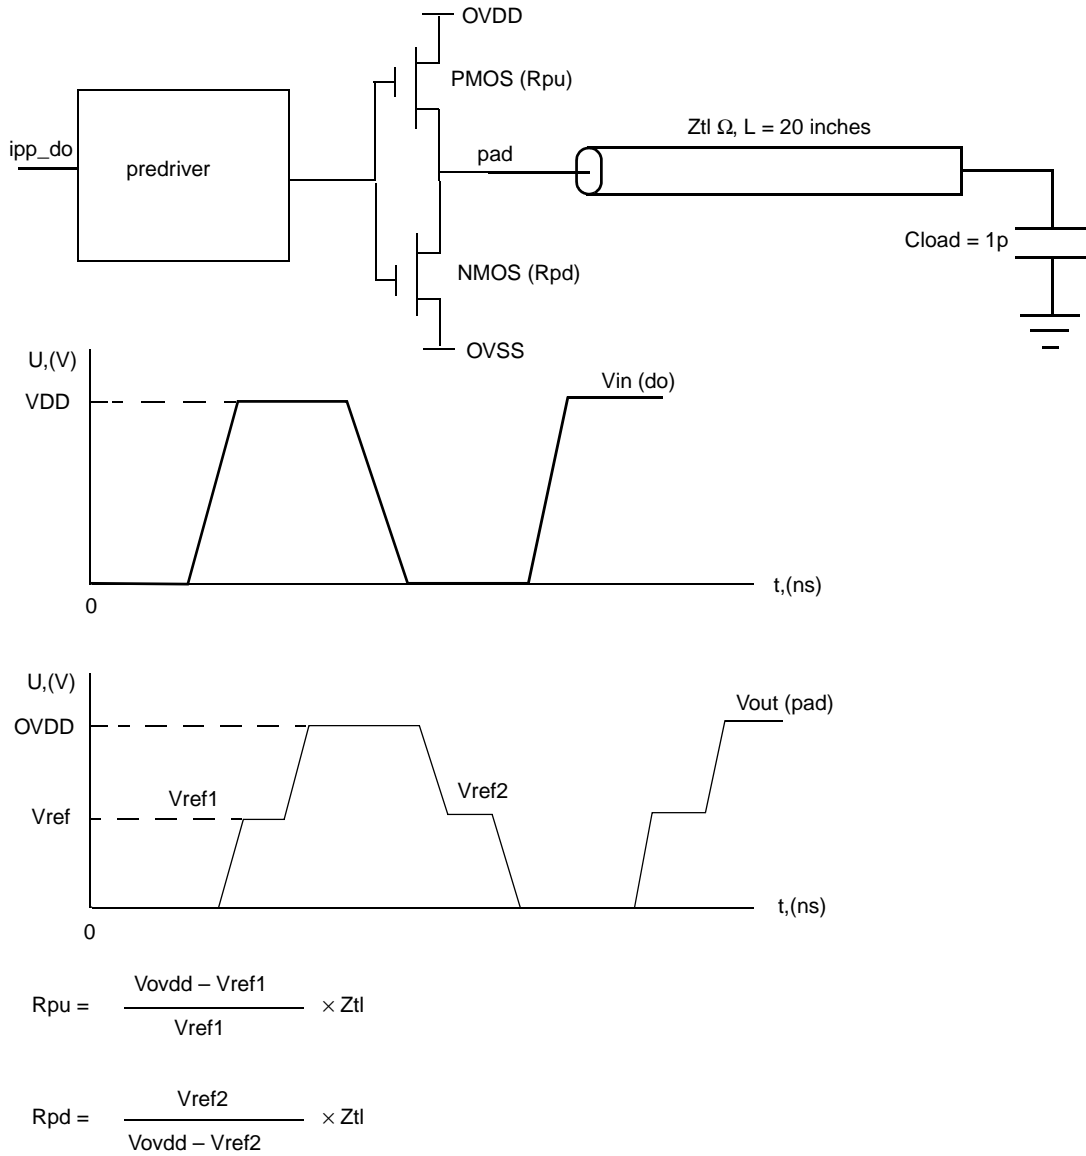 OVDD
PMOS (Rpu)
Ztl Ω, L = 20 inches
ipp_do
predriver
pad
Cload = 1p
NMOS (Rpd)
OVSS
U,(V)
VDD
Vin (do)
t,(ns)
0
U,(V)
OVDD
Vout (pad)
Vref1
Vref2
Vref
t,(ns)
0
Vovdd – Vref1
Rpu = × Ztl
Vref1
Vref2
Rpd = × Ztl
Vovdd – Vref2